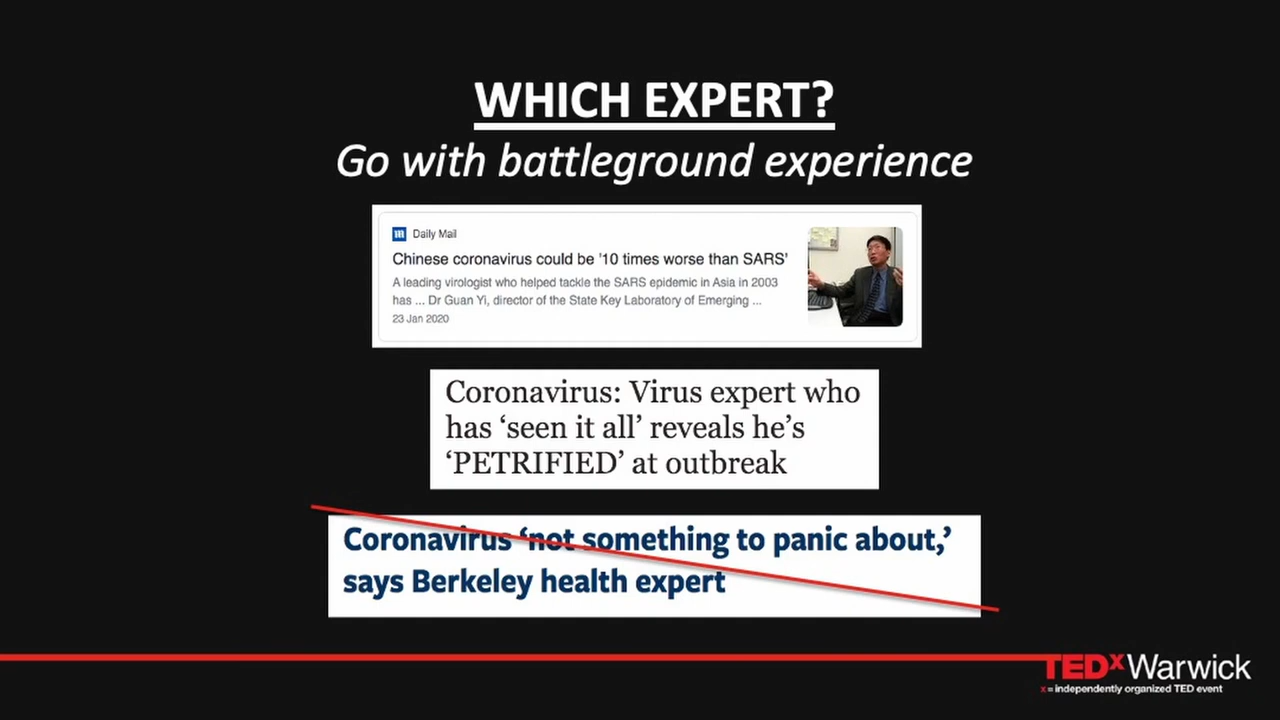 WHICH EXPERT?
Go with battleground experience
m Daily Mail
Chinese coronavirus could be '10 times worse than SARS'
A leading virologist who helped tackle the SARS epidemic in Asia in 2003
has ... Dr Guan Yi, director of the State Key Laboratory of Emerging ...
23 Jan 2020
Coronavirus: Virus expert who
has ‘seen it all’ reveals he’s
‘PETRIFIED’ at outbreak
Coronavirus ‘not something to panic about,’
says Berkeley health expert
TEDxWarwick
x = independently organized TED event